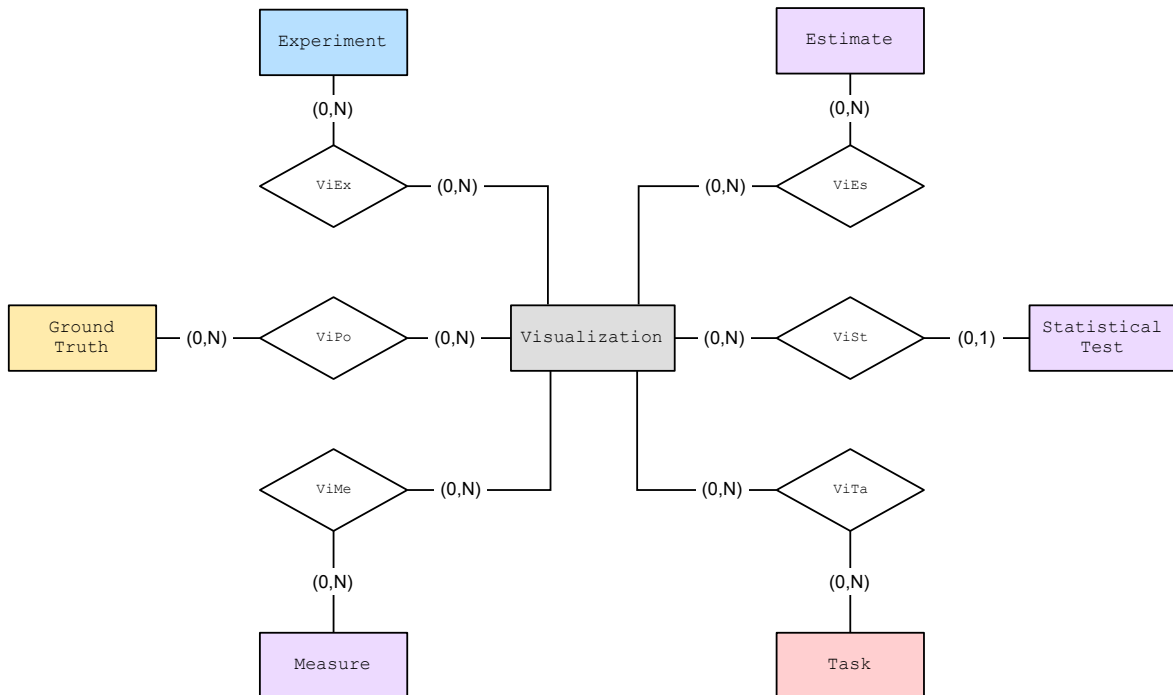 Experiment
Estimate
(0,N)
(0,N)
ViEx
(0,N)
(0,N)
ViEs
Ground
Truth
(0,N)
ViPo
(0,N)
Visualization
(0,N)
ViSt
(0,1)
Statistical
Test
ViMe
(0,N)
(0,N)
ViTa
(0,N)
(0,N)
Measure
Task